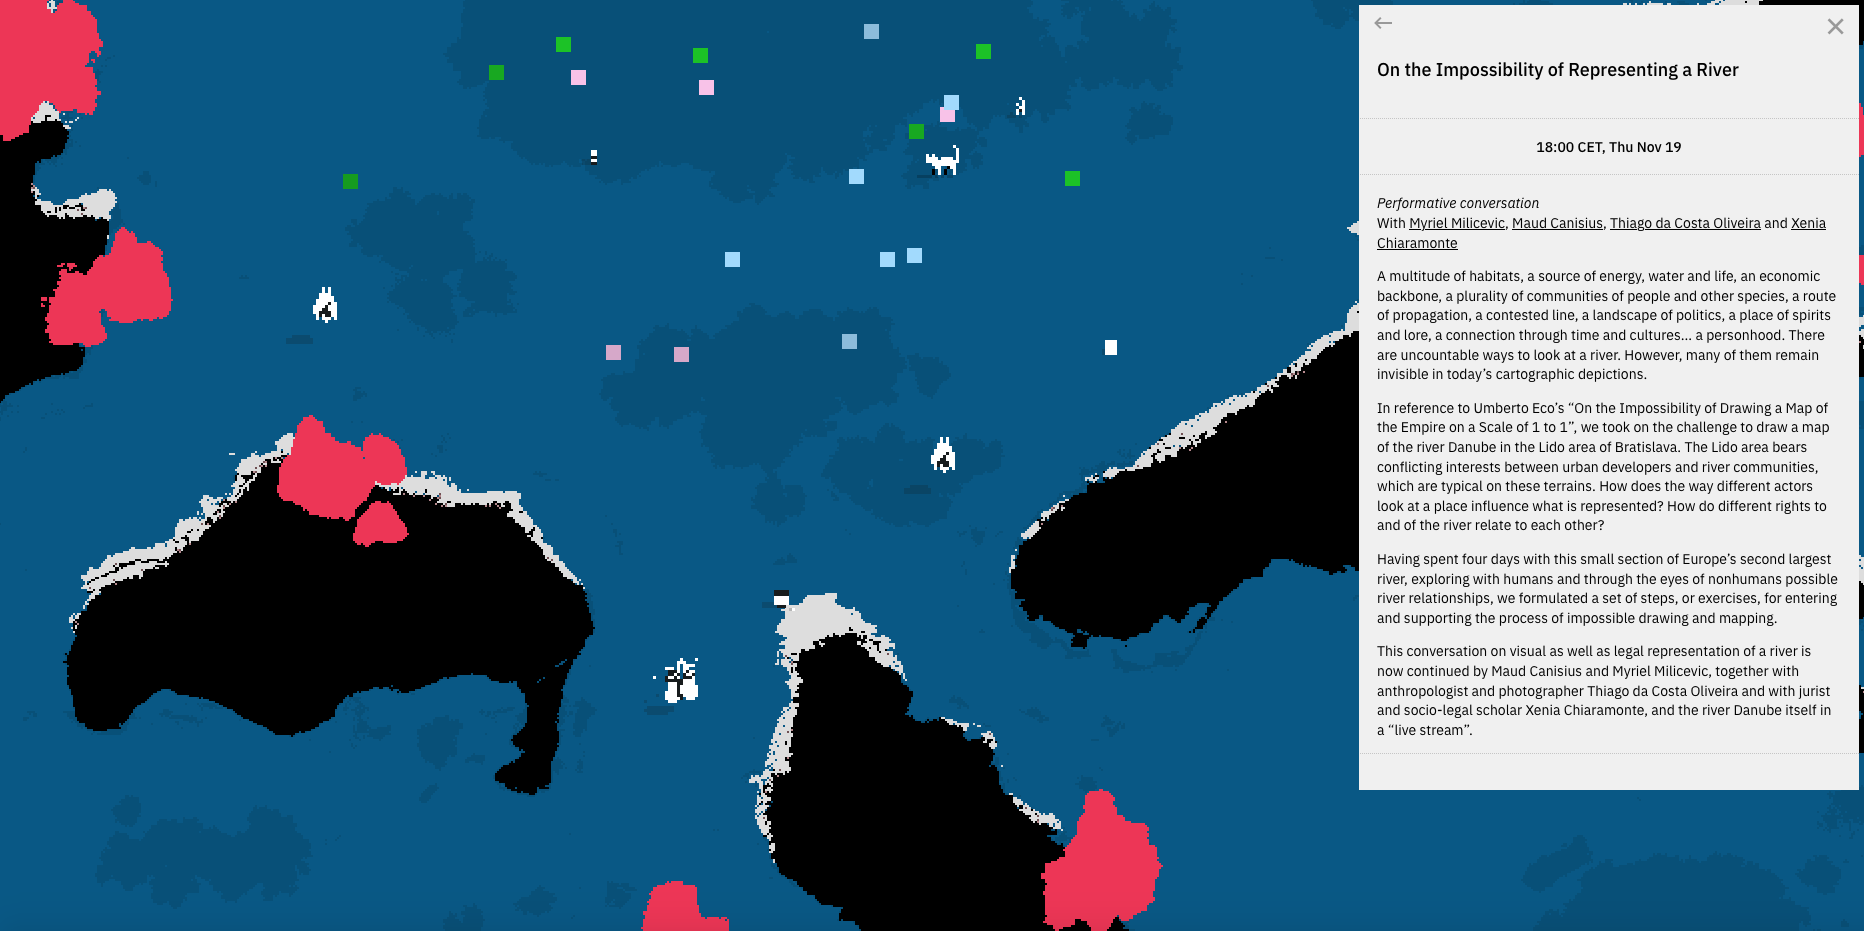 On the Impossibility of Representing a River
18:00 CET, Thu Nov 19
Performative conversation
With Myriel Milicevic, Maud Canisius, Thiago da Costa Oliveira and Xenia
Chiaramonte
A multitude of habitats, a source of energy, water and life, an economic
backbone, a plurality of communities of people and other species, a route
of propagation, a contested line, a landscape of politics, a place of spirits
and lore, a connection through time and cultures... a personhood. There
are uncountable ways to look at a river. However, many of them remain
invisible in today’s cartographic depictions.
In reference to Umberto Eco’s “On the Impossibility of Drawing a Map of
the Empire on a Scale of 1 to 1”, we took on the challenge to draw a map
of the river Danube in the Lido area of Bratislava. The Lido area bears
conflicting interests between urban developers and river communities,
which are typical on these terrains. How does the way different actors
look at a place influence what is represented? How do different rights to
and of the river relate to each other?
Having spent four days with this small section of Europe’s second largest
river, exploring with humans and through the eyes of nonhumans possible
river relationships, we formulated a set of steps, or exercises, for entering
and supporting the process of impossible drawing and mapping.
This conversation on visual as well as legal representation of a river is
now continued by Maud Canisius and Myriel Milicevic, together with
anthropologist and photographer Thiago da Costa Oliveira and with jurist
and socio-legal scholar Xenia Chiaramonte, and the river Danube itself in
a “live stream”.